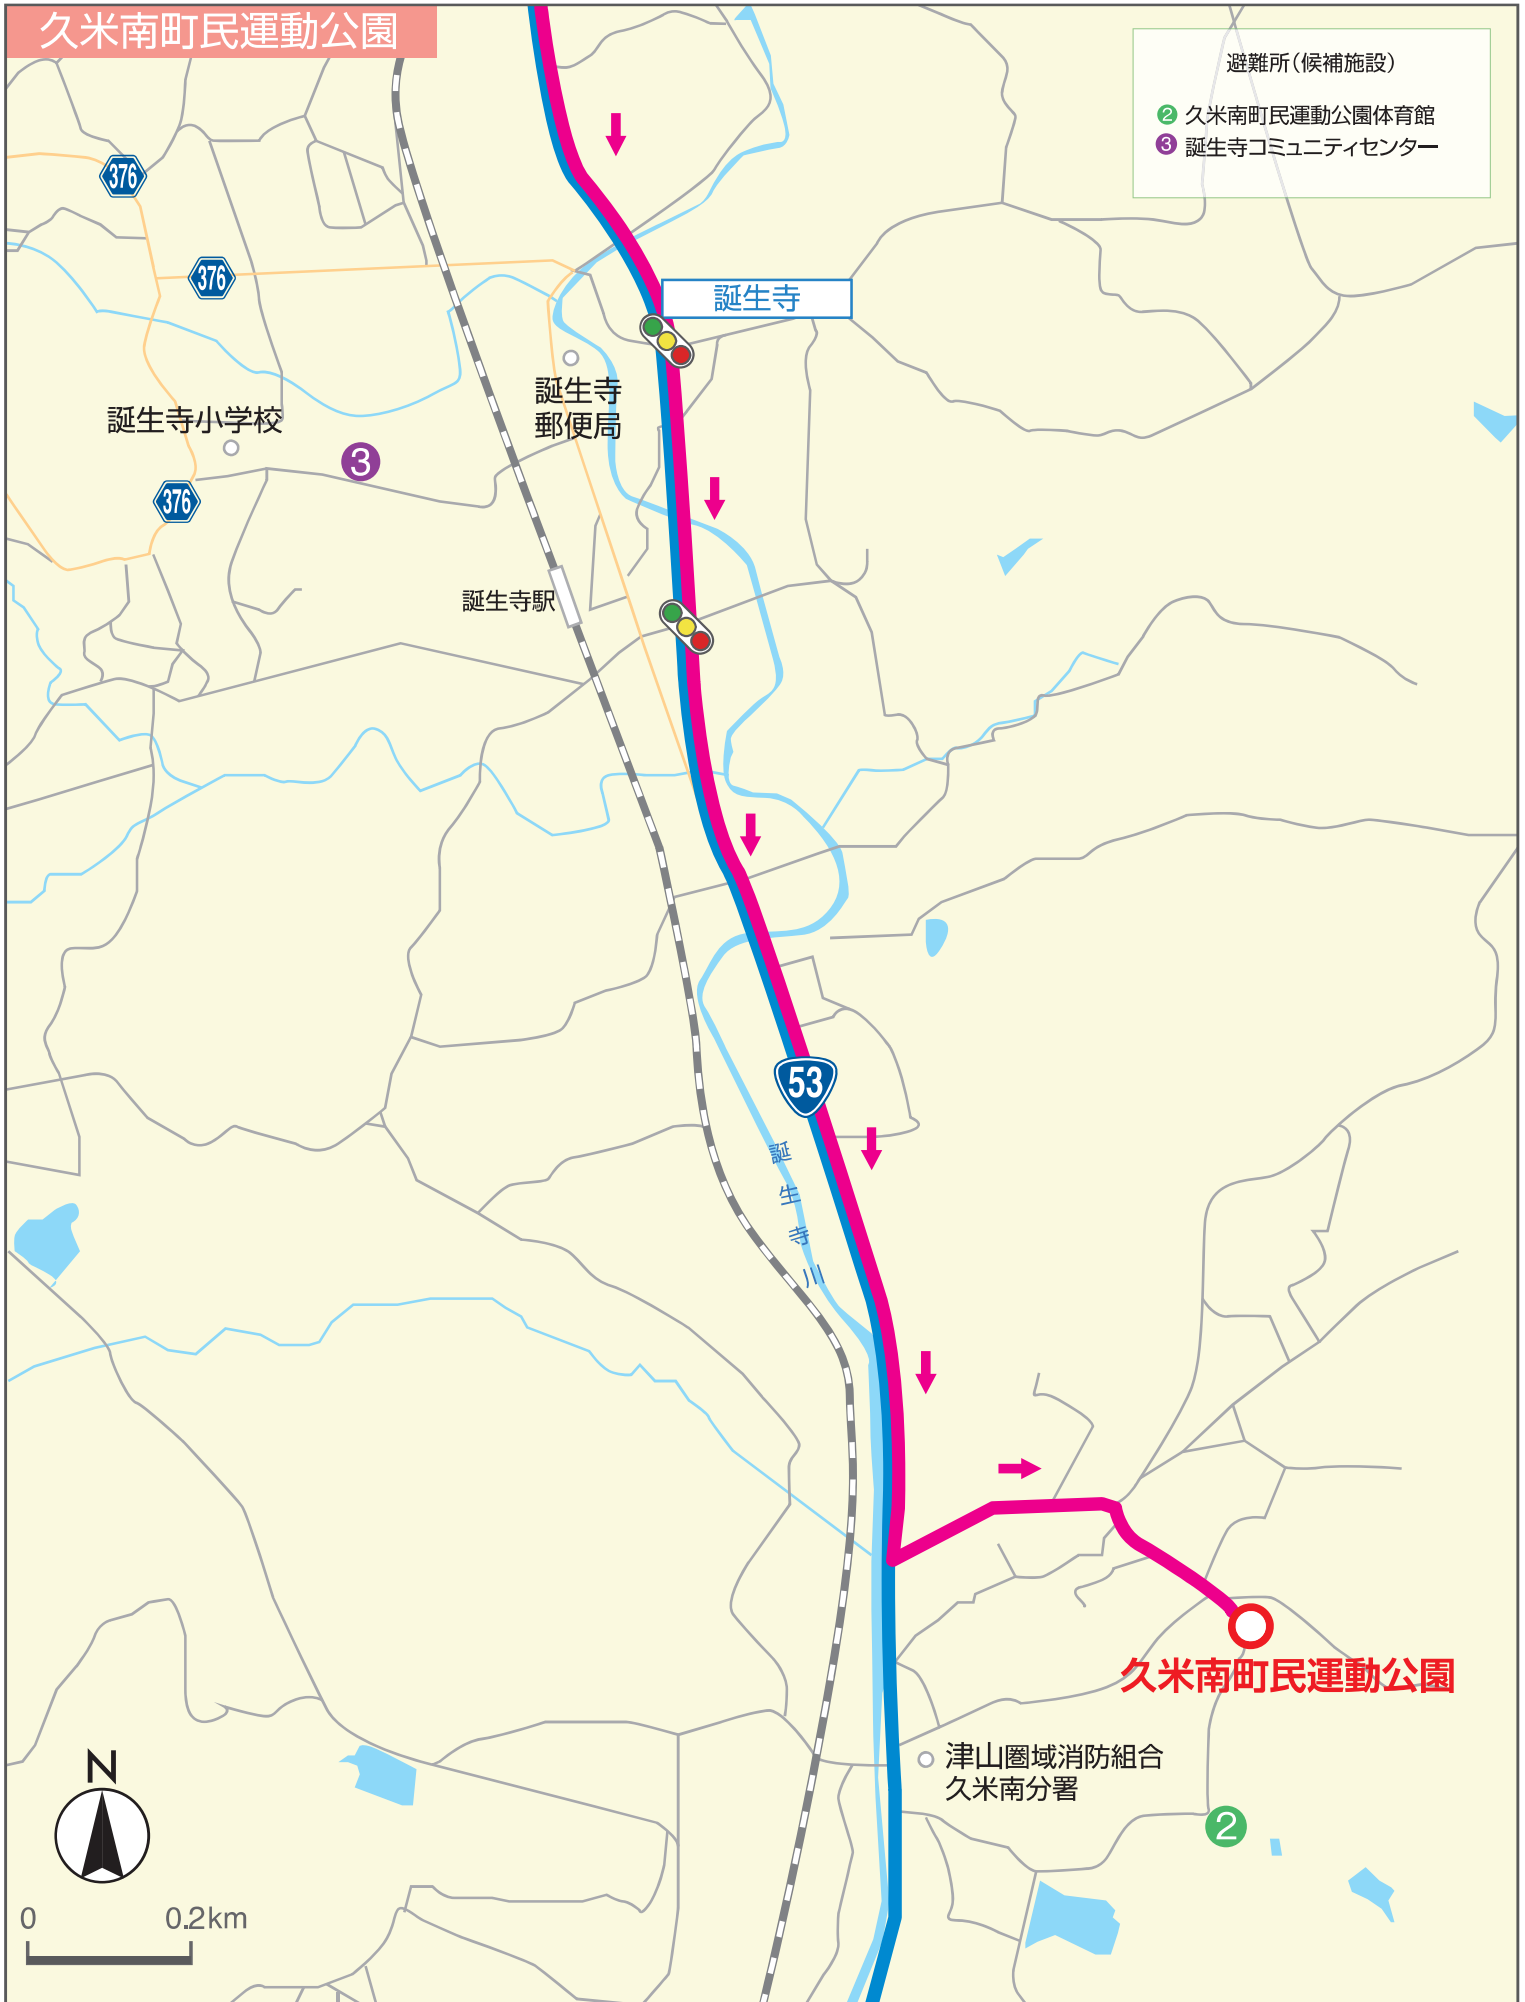 久米南町民運動公園
避難所（候補施設）
2 久米南町民運動公園体育館
3 誕生寺コミュニティセンター
376
376
誕生寺
誕生寺
郵便局
誕生寺小学校
3
376
誕生寺駅
53
誕生寺川
久米南町民運動公園
津山圏域消防組合
久米南分署
2
N
0 0.2km